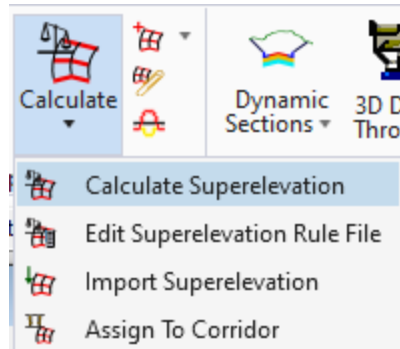 Calculate
Dynamic
Sections
3D D
Thro
Calculate Superelevation
Edit Superelevation Rule File
Import Superelevation
Assign To Corridor